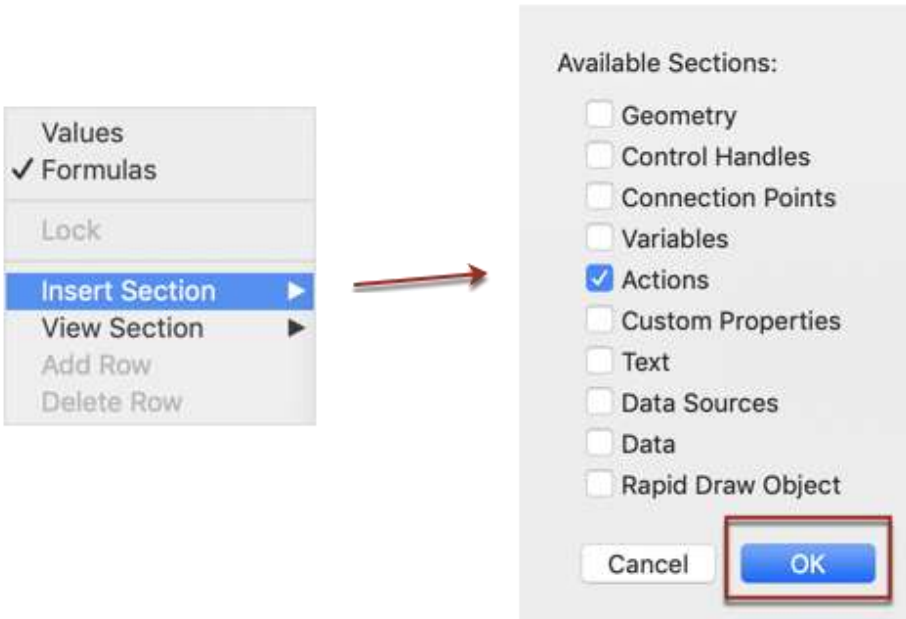 Values
✓ Formulas
Lock
Insert Section
View Section
Add Row
Delete Row
Available Sections:
Geometry
Control Handles
Connection Points
Variables
Actions
Custom Properties
Text
Data Sources
Data
Rapid Draw Object
Cancel
OK